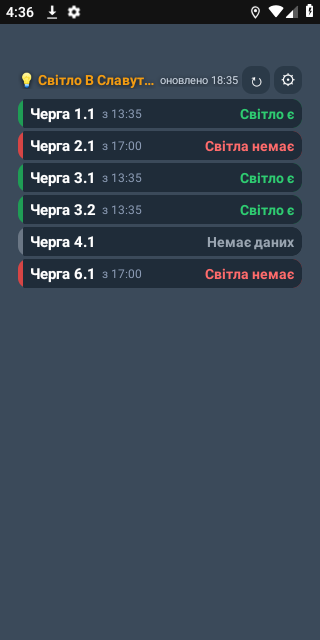 4:36
Світло В Славут... оновлено 18:35
Черга 1.1 з 13:35 Світло є
Черга 2.1 з 17:00 Світла немає
Черга 3.1 з 13:35 Світло є
Черга 3.2 з 13:35 Світло є
Черга 4.1 Немає даних
Черга 6.1 з 17:00 Світла немає